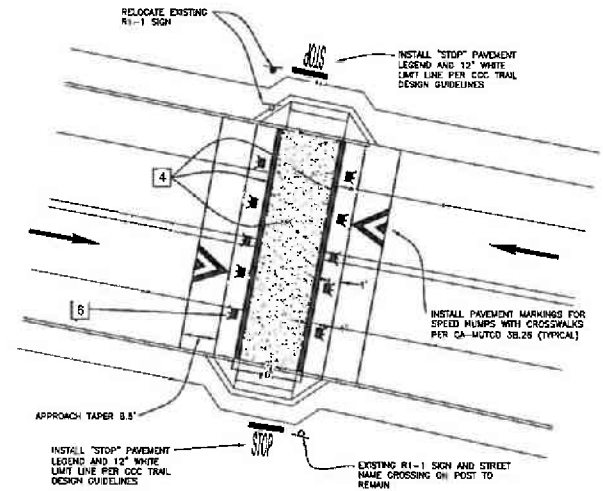 RELOCATE EXISTING
R1-1 SIGN
STOP
INSTALL "STOP" PAVEMENT
LEGEND AND 12" WHITE
LIMIT LINE PER CCC TRAIL
DESIGN GUIDELINES
4
6
INSTALL PAVEMENT MARKINGS FOR
SPEED HUMPS WITH CROSSWALKS
PER CA-MUTCD 3B.26 (TYPICAL)
APPROACH TAPER 6.5'
STOP
INSTALL "STOP" PAVEMENT
LEGEND AND 12" WHITE
LIMIT LINE PER CCC TRAIL
DESIGN GUIDELINES
EXISTING R1-1 SIGN AND STREET
NAME CROSSING ON POST TO
REMAIN